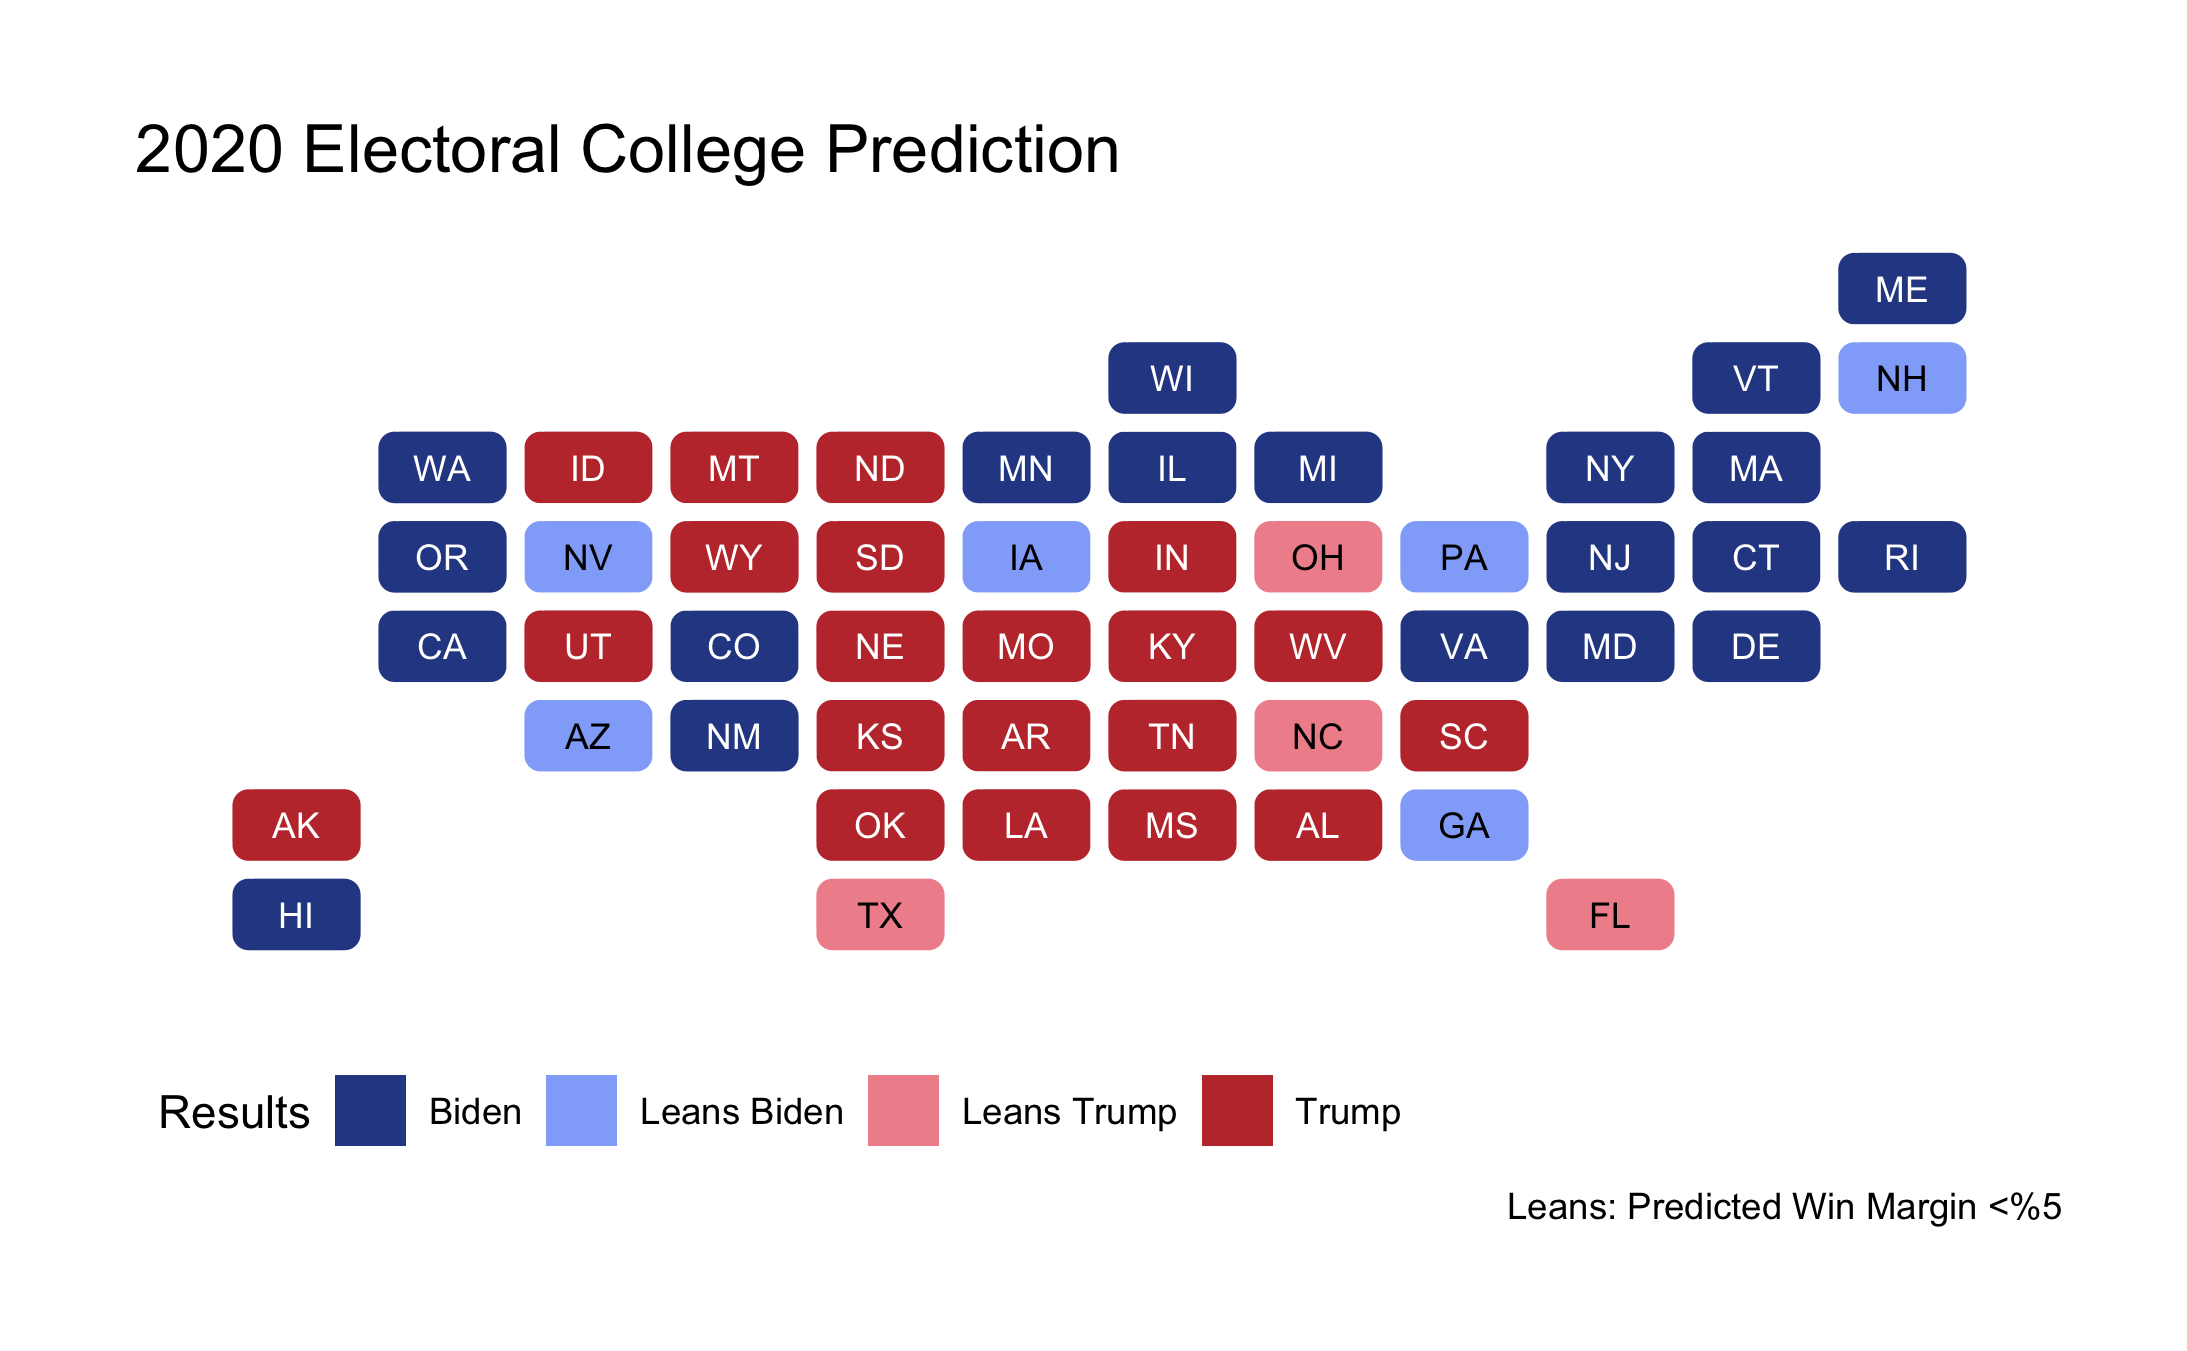 2020 Electoral College Prediction
ME
WI VT NH
WA ID MT ND MN IL MI NY MA
OR NV WY SD IA IN OH PA NJ CT RI
CA UT CO NE MO KY WV VA MD DE
AZ NM KS AR TN NC SC
AK OK LA MS AL GA
HI TX FL
Results Biden Leans Biden Leans Trump Trump
Leans: Predicted Win Margin <%5